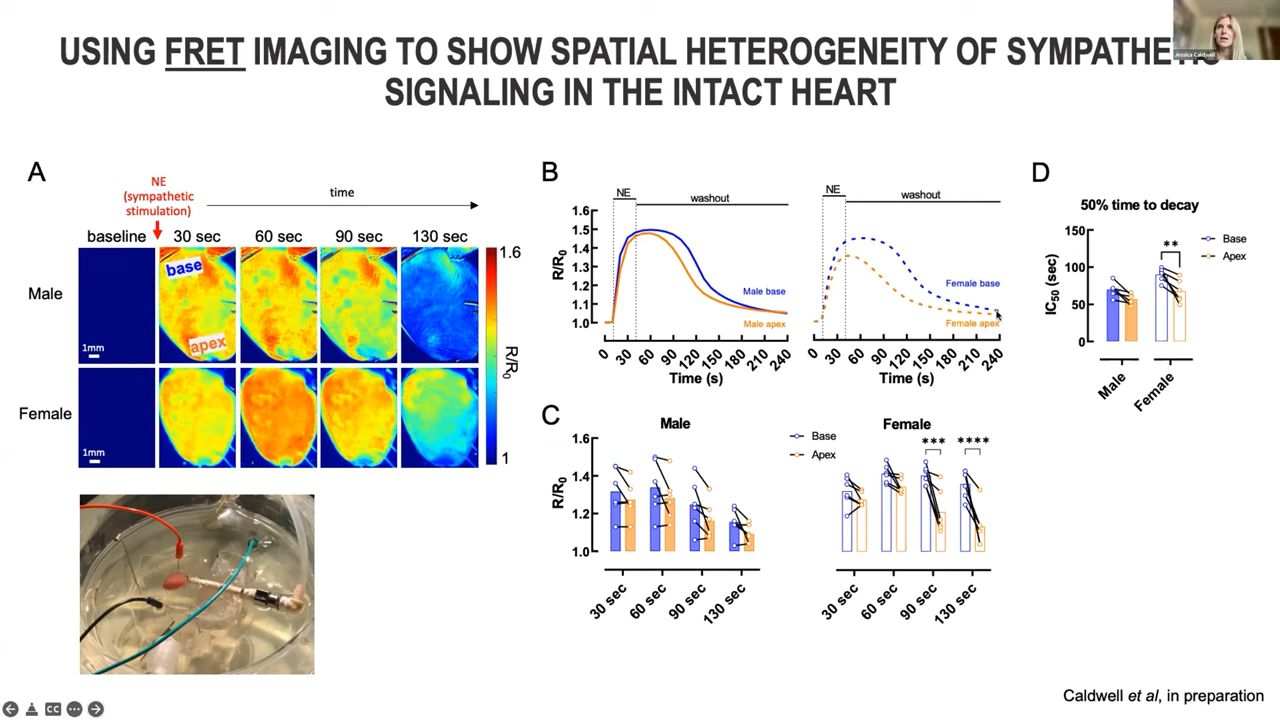 USING FRET IMAGING TO SHOW SPATIAL HETEROGENEITY OF SYMPATHETIC
SIGNALING IN THE INTACT HEART
Jessica Caldwell
A
NE
(sympathetic
stimulation)
time
baseline
30 sec
60 sec
90 sec
130 sec
Male
base
apex
1mm
Female
1mm
1.6
R/R0
1
B
NE
washout
1.6
1.5
1.4
1.3
1.2
1.1
1.0
R/R0
Male base
Male apex
0 30 60 90 120 150 180 210 240
Time (s)
NE
washout
Female base
Female apex
0 30 60 90 120 150 180 210 240
Time (s)
C
Male
1.6
1.4
1.2
1.0
R/R0
30 sec
60 sec
90 sec
130 sec
Base
Apex
Female
***
****
30 sec
60 sec
90 sec
130 sec
D
50% time to decay
150
100
50
0
IC50 (sec)
**
Base
Apex
Male
Female
CC
Caldwell et al, in preparation